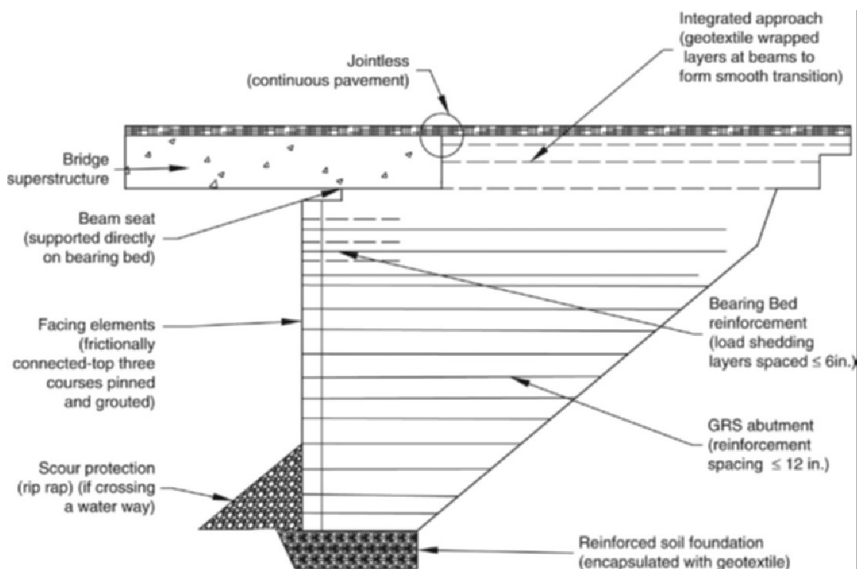 Integrated approach
(geotextile wrapped
layers at beams to
form smooth transition)
Jointless
(continuous pavement)
Bridge
superstructure
Beam seat
(supported directly
on bearing bed)
Facing elements
(frictionally
connected-top three
courses pinned
and grouted)
Bearing Bed
reinforcement
(load shedding
layers spaced ≤ 6in.)
GRS abutment
(reinforcement
spacing ≤ 12 in.)
Scour protection
(rip rap) (if crossing
a water way)
Reinforced soil foundation
(encapsulated with geotextile)